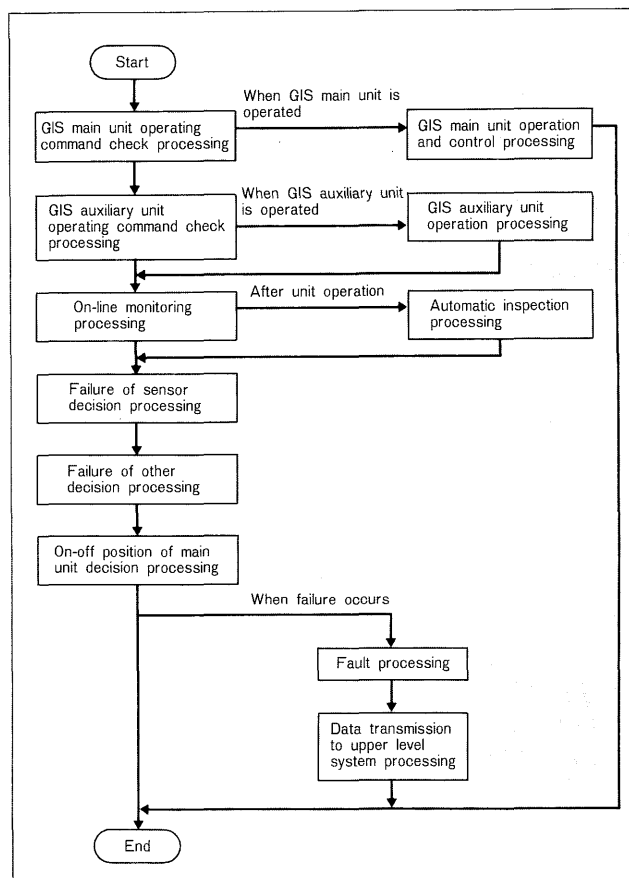 Start
When GIS main unit is
operated
GIS main unit operating
command check processing
GIS main unit operation
and control processing
When GIS auxiliary unit
is operated
GIS auxiliary unit
operating command check
processing
GIS auxiliary unit
operation processing
After unit operation
On-line monitoring
processing
Automatic inspection
processing
Failure of sensor
decision processing
Failure of other
decision processing
On-off position of main
unit decision processing
When failure occurs
Fault processing
Data transmission
to upper level
system processing
End